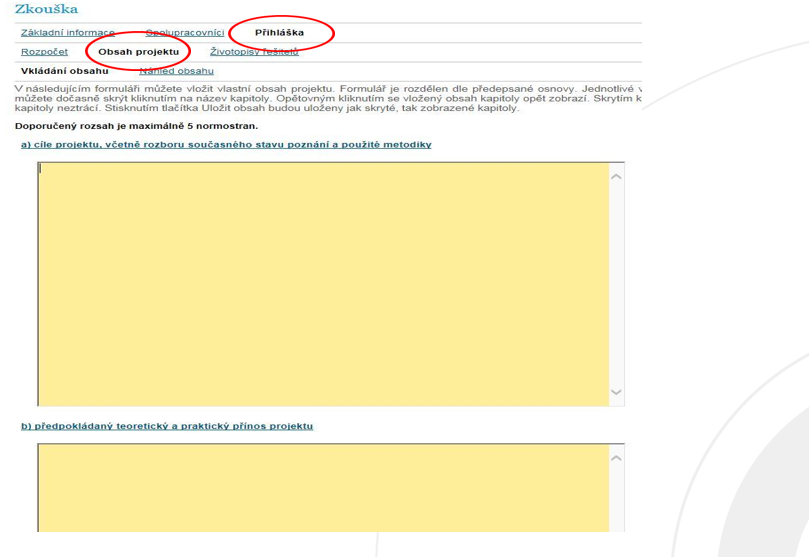 Zkouška
Základní informace Spolupracovníci Přihláška
Rozpočet Obsah projektu Životopisy řešitelů
Vkládání obsahu Náhled obsahu
V následujícím formuláři můžete vložit vlastní obsah projektu. Formulář je rozdělen dle předepsané osnovy. Jednotlivé
můžete dočasně skrýt kliknutím na název kapitoly. Opětovným kliknutím se vložený obsah kapitoly opět zobrazí. Skrytím
kapitoly neztrácí. Stisknutím tlačítka Uložit obsah budou uloženy jak skryté, tak zobrazené kapitoly.
Doporučený rozsah je maximálně 5 normostran.
a) cíle projektu, včetně rozboru současného stavu poznání a použité metodiky
b) předpokládaný teoretický a praktický přínos projektu